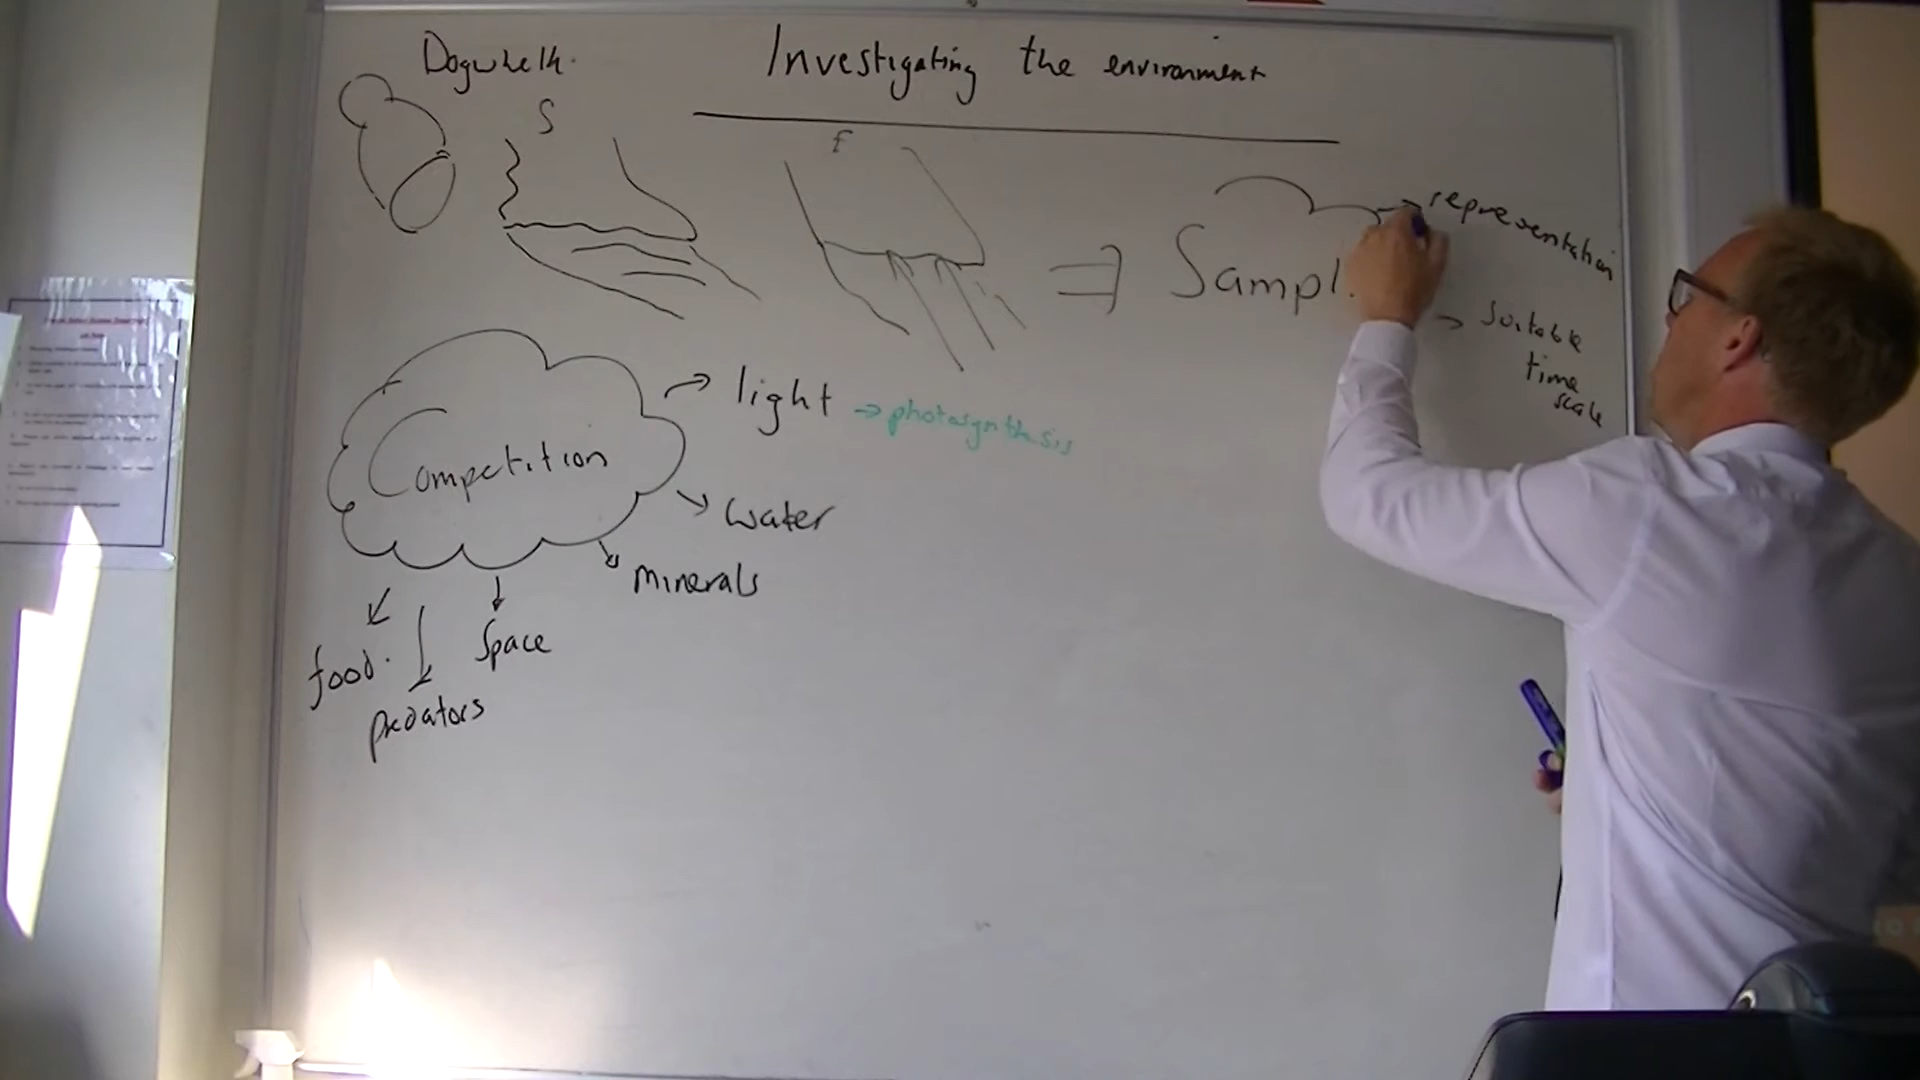 Dogwhelk.
Investigating the environment
S
f
representation
⇒ Sampl
→ Suitable
time
scale
Competition
→ light → photosynthesis
→ water
→ minerals
Space
food.
predators